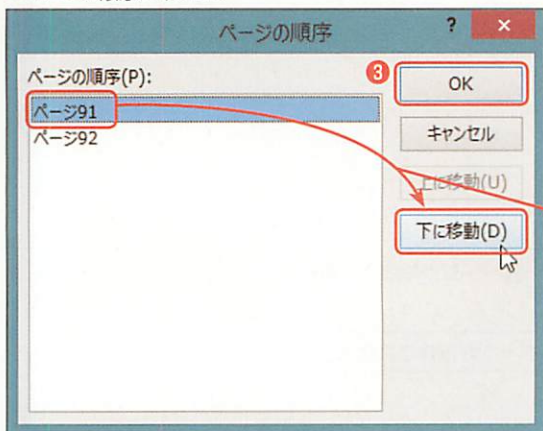 ページの順序
? ×
ページの順序(P):
ページ91
ページ92
❸
OK
キャンセル
上に移動(U)
下に移動(D)